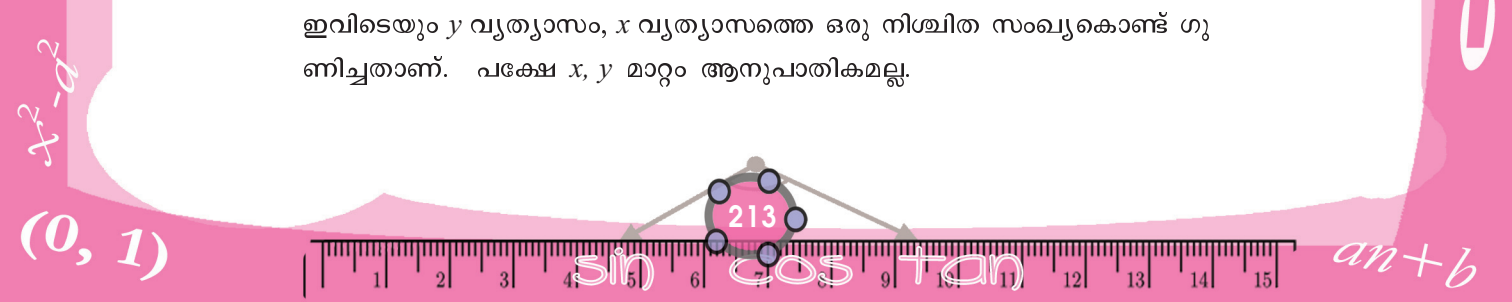 ഇവിടെയും y വ്യത്യാസം, x വ്യത്യാസത്തെ ഒരു നിശ്ചിത സംഖ്യകൊണ്ട് ഗു
ണിച്ചതാണ്. പക്ഷേ x, y മാറ്റം ആനുപാതികമല്ല.
x²-a²
(0, 1)
213
sin cos tan
1 2 3 4 5 6 7 8 9 10 11 12 13 14 15
an+b